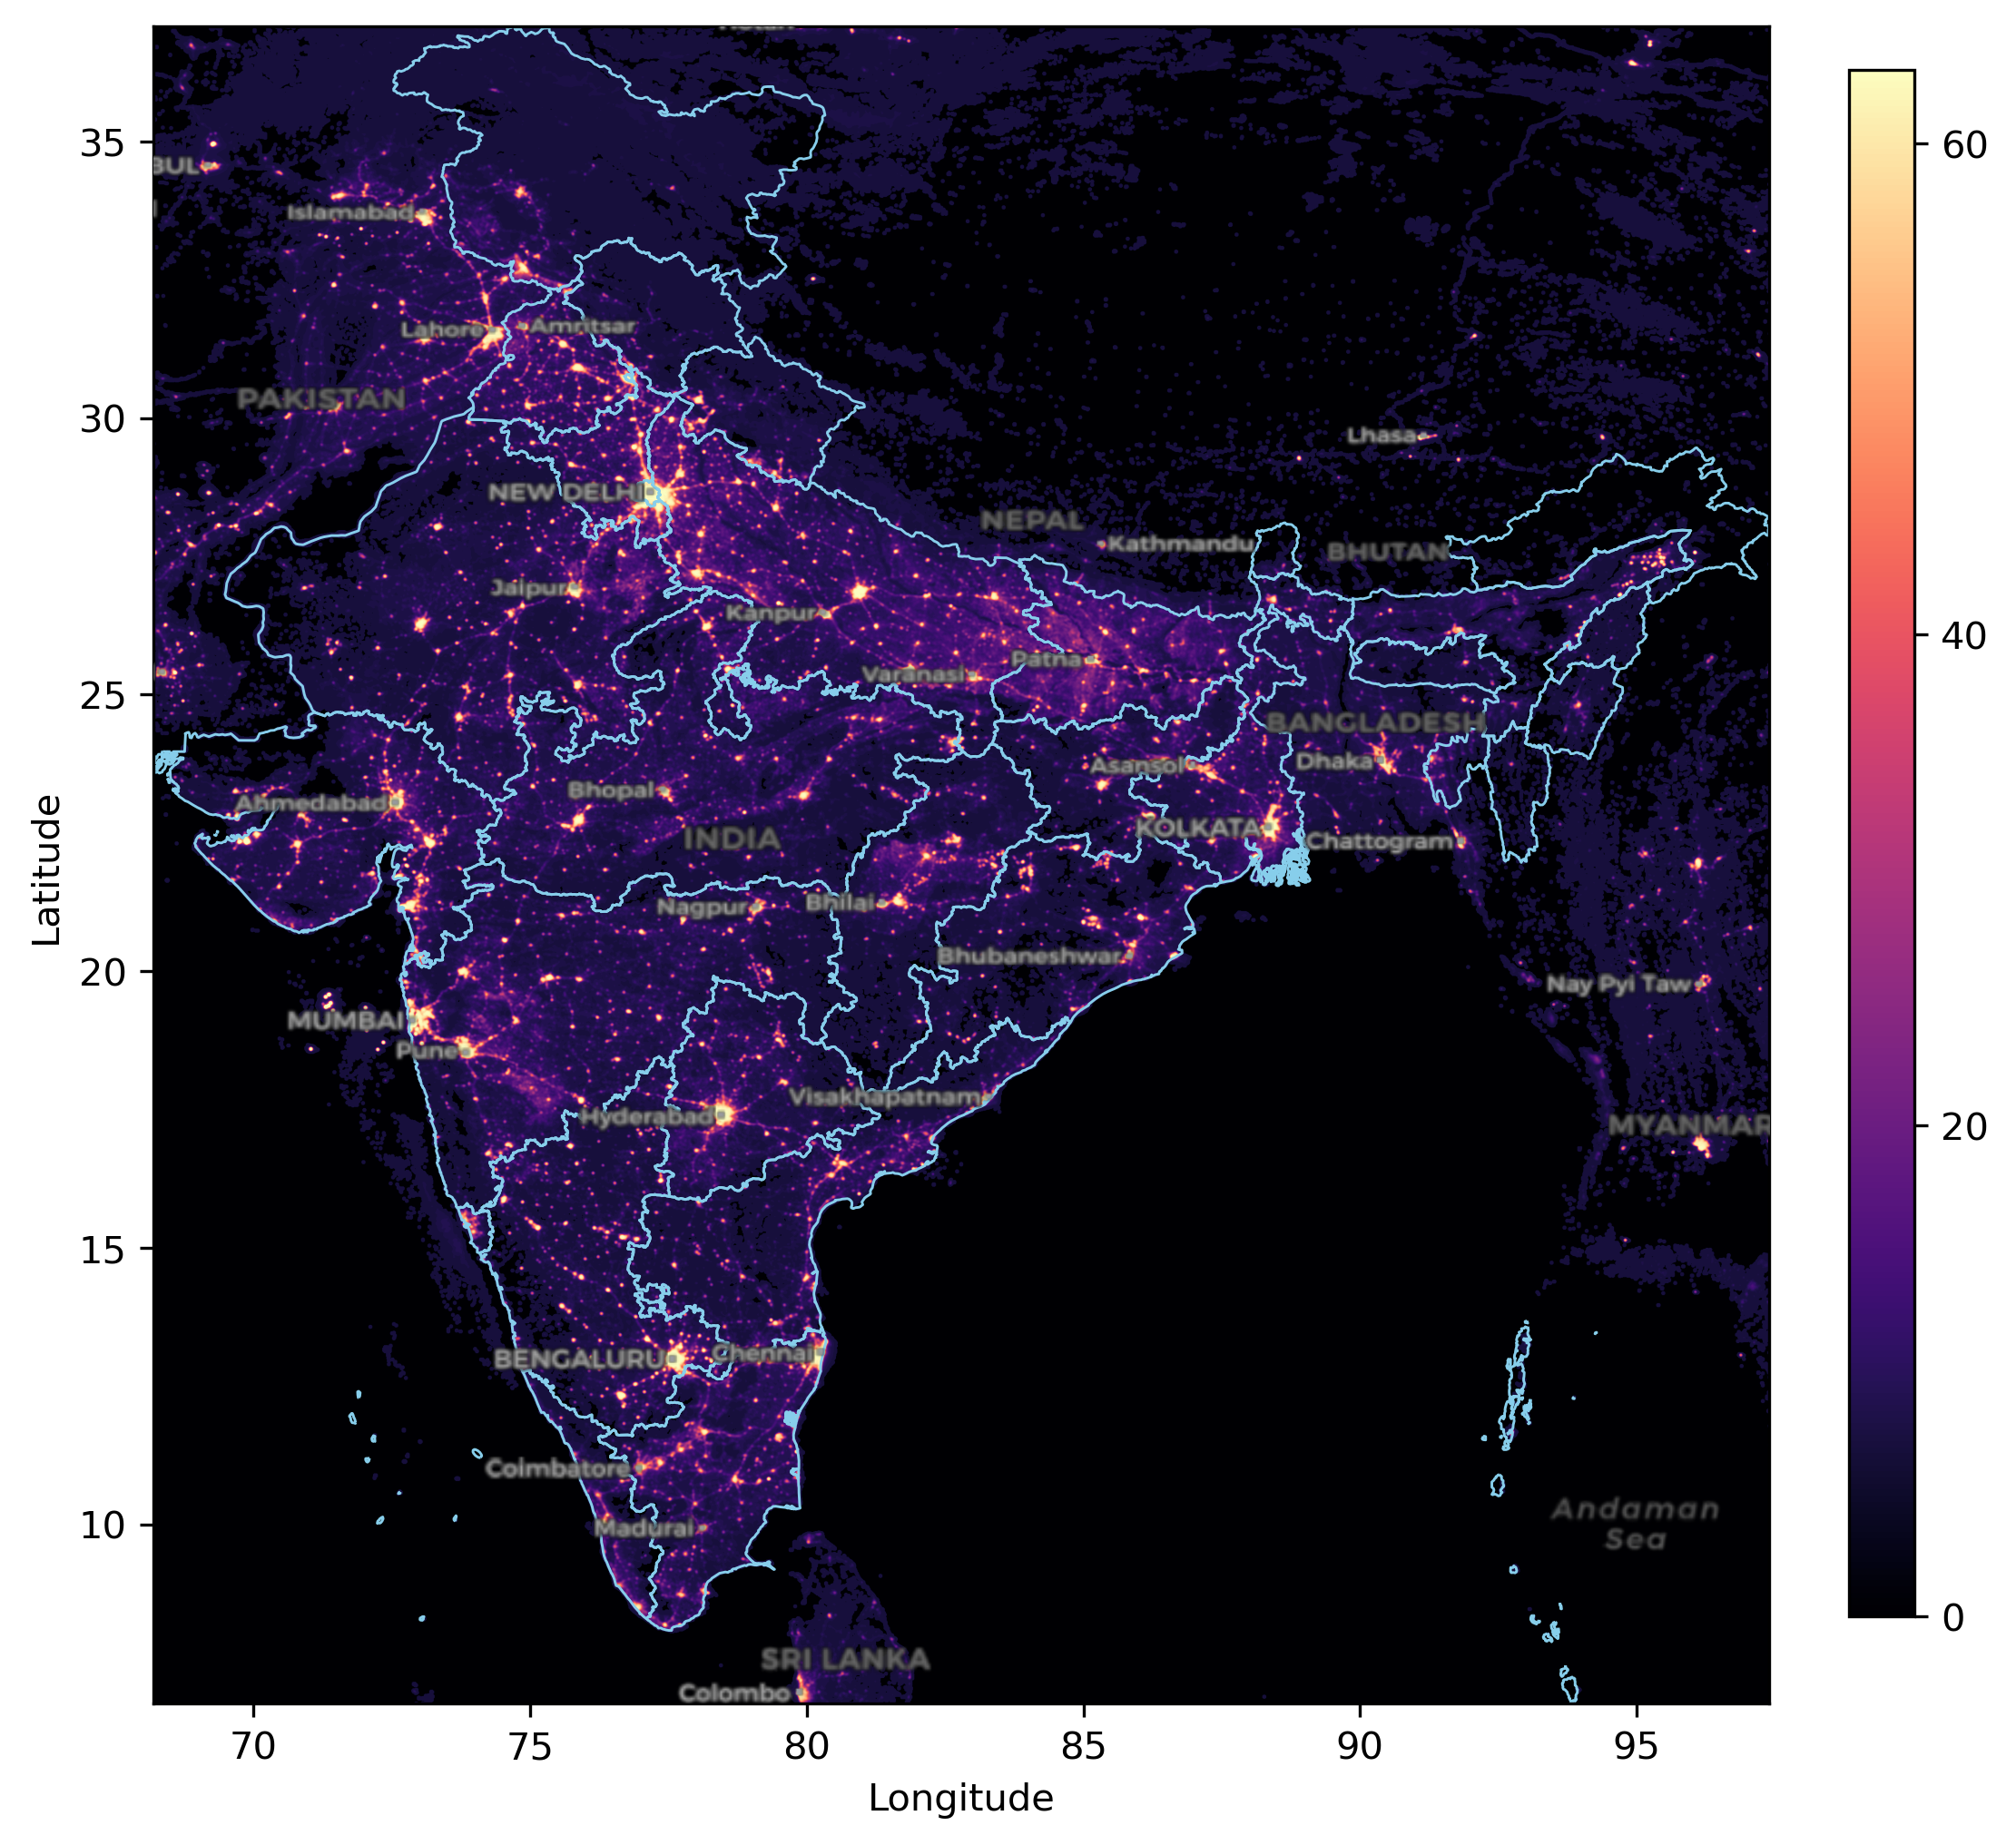 BUL
Islamabad
Lahore
Amritsar
PAKISTAN
Lhasa
NEW DELHI
NEPAL
Kathmandu
BHUTAN
Jaipur
Kanpur
Patna
Varanasi
BANGLADESH
Asansol
Dhaka
Bhopal
Ahmedabad
INDIA
KOLKATA
Chattogram
Nagpur
Bhilai
Bhubaneshwar
Nay Pyi Taw
MUMBAI
Pune
Visakhapatnam
Hyderabad
MYANMAR
BENGALURU
Chennai
Coimbatore
Madurai
Andaman
Sea
SRI LANKA
Colombo
35
30
25
20
15
10
Latitude
70
75
80
85
90
95
Longitude
60
40
20
0